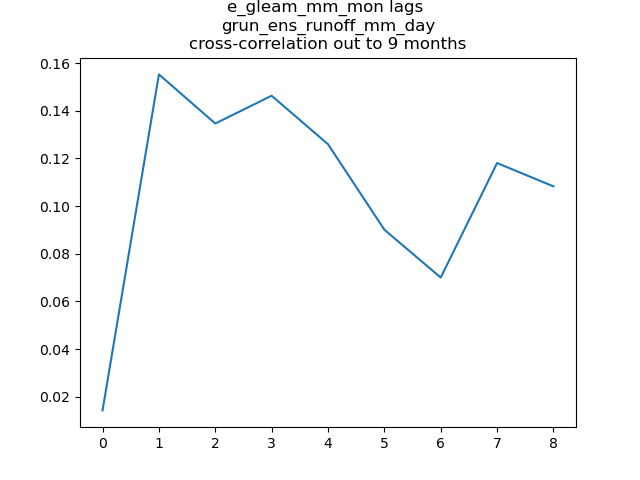 e_gleam_mm_mon lags
grun_ens_runoff_mm_day
cross-correlation out to 9 months
0.16
0.14
0.12
0.10
0.08
0.06
0.04
0.02
0 1 2 3 4 5 6 7 8